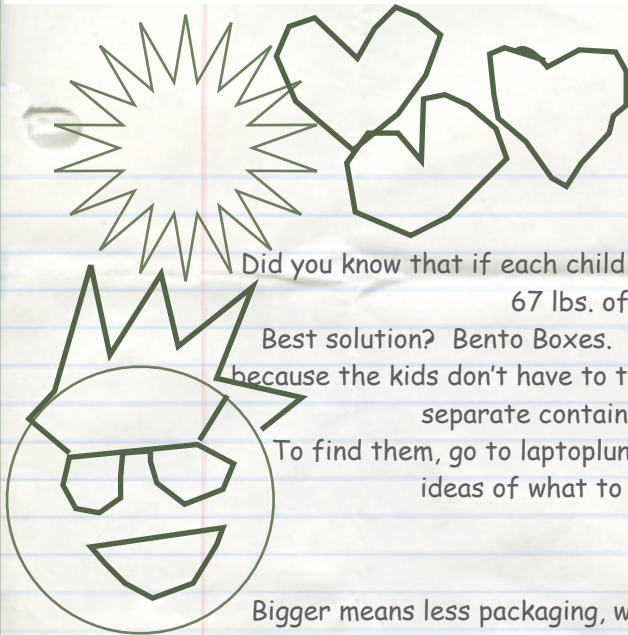 Did you know that if each child
67 lbs. of
Best solution?  Bento Boxes.
because the kids don't have to t
separate contain
To find them, go to laptoplun
ideas of what to
Bigger means less packaging, w